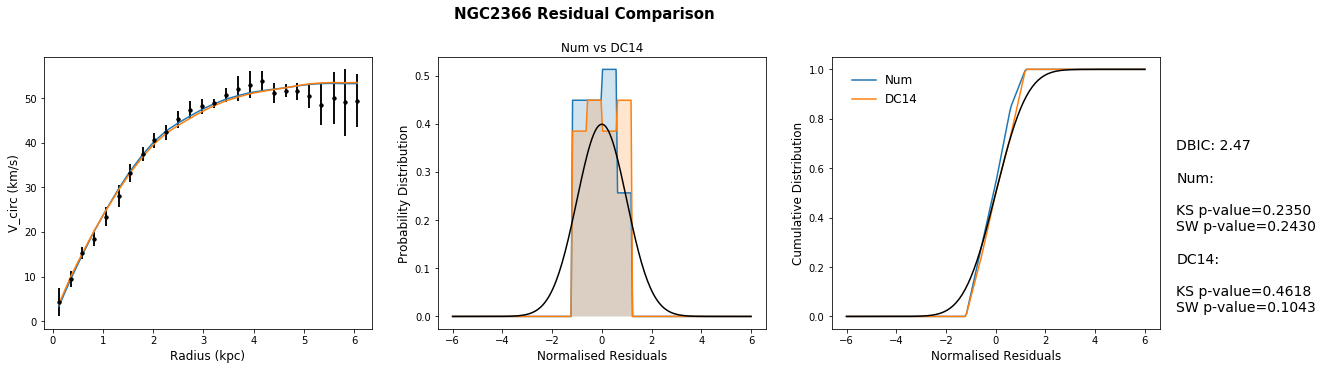 NGC2366 Residual Comparison
V_circ (km/s)
50
40
30
20
10
0
0 1 2 3 4 5 6
Radius (kpc)
Num vs DC14
Probability Distribution
0.5
0.4
0.3
0.2
0.1
0.0
−6 −4 −2 0 2 4 6
Normalised Residuals
Cumulative Distribution
1.0
0.8
0.6
0.4
0.2
0.0
Num
DC14
−6 −4 −2 0 2 4 6
Normalised Residuals
DBIC: 2.47
Num:
KS p-value=0.2350
SW p-value=0.2430
DC14:
KS p-value=0.4618
SW p-value=0.1043